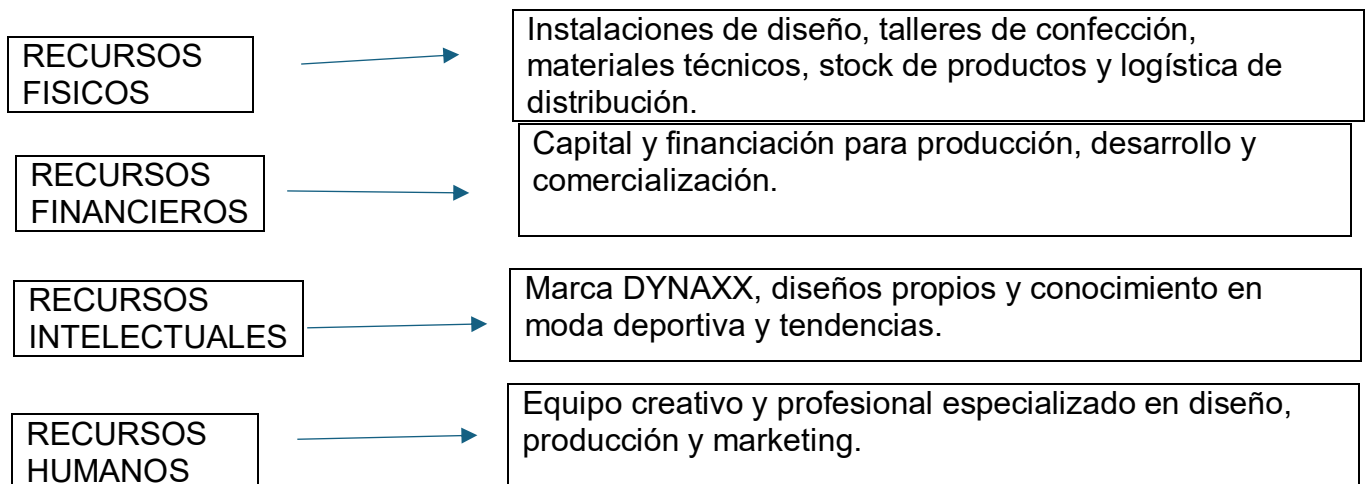 RECURSOS
FISICOS
Instalaciones de diseño, talleres de confección,
materiales técnicos, stock de productos y logística de
distribución.
RECURSOS
FINANCIEROS
Capital y financiación para producción, desarrollo y
comercialización.
RECURSOS
INTELECTUALES
Marca DYNAXX, diseños propios y conocimiento en
moda deportiva y tendencias.
RECURSOS
HUMANOS
Equipo creativo y profesional especializado en diseño,
producción y marketing.